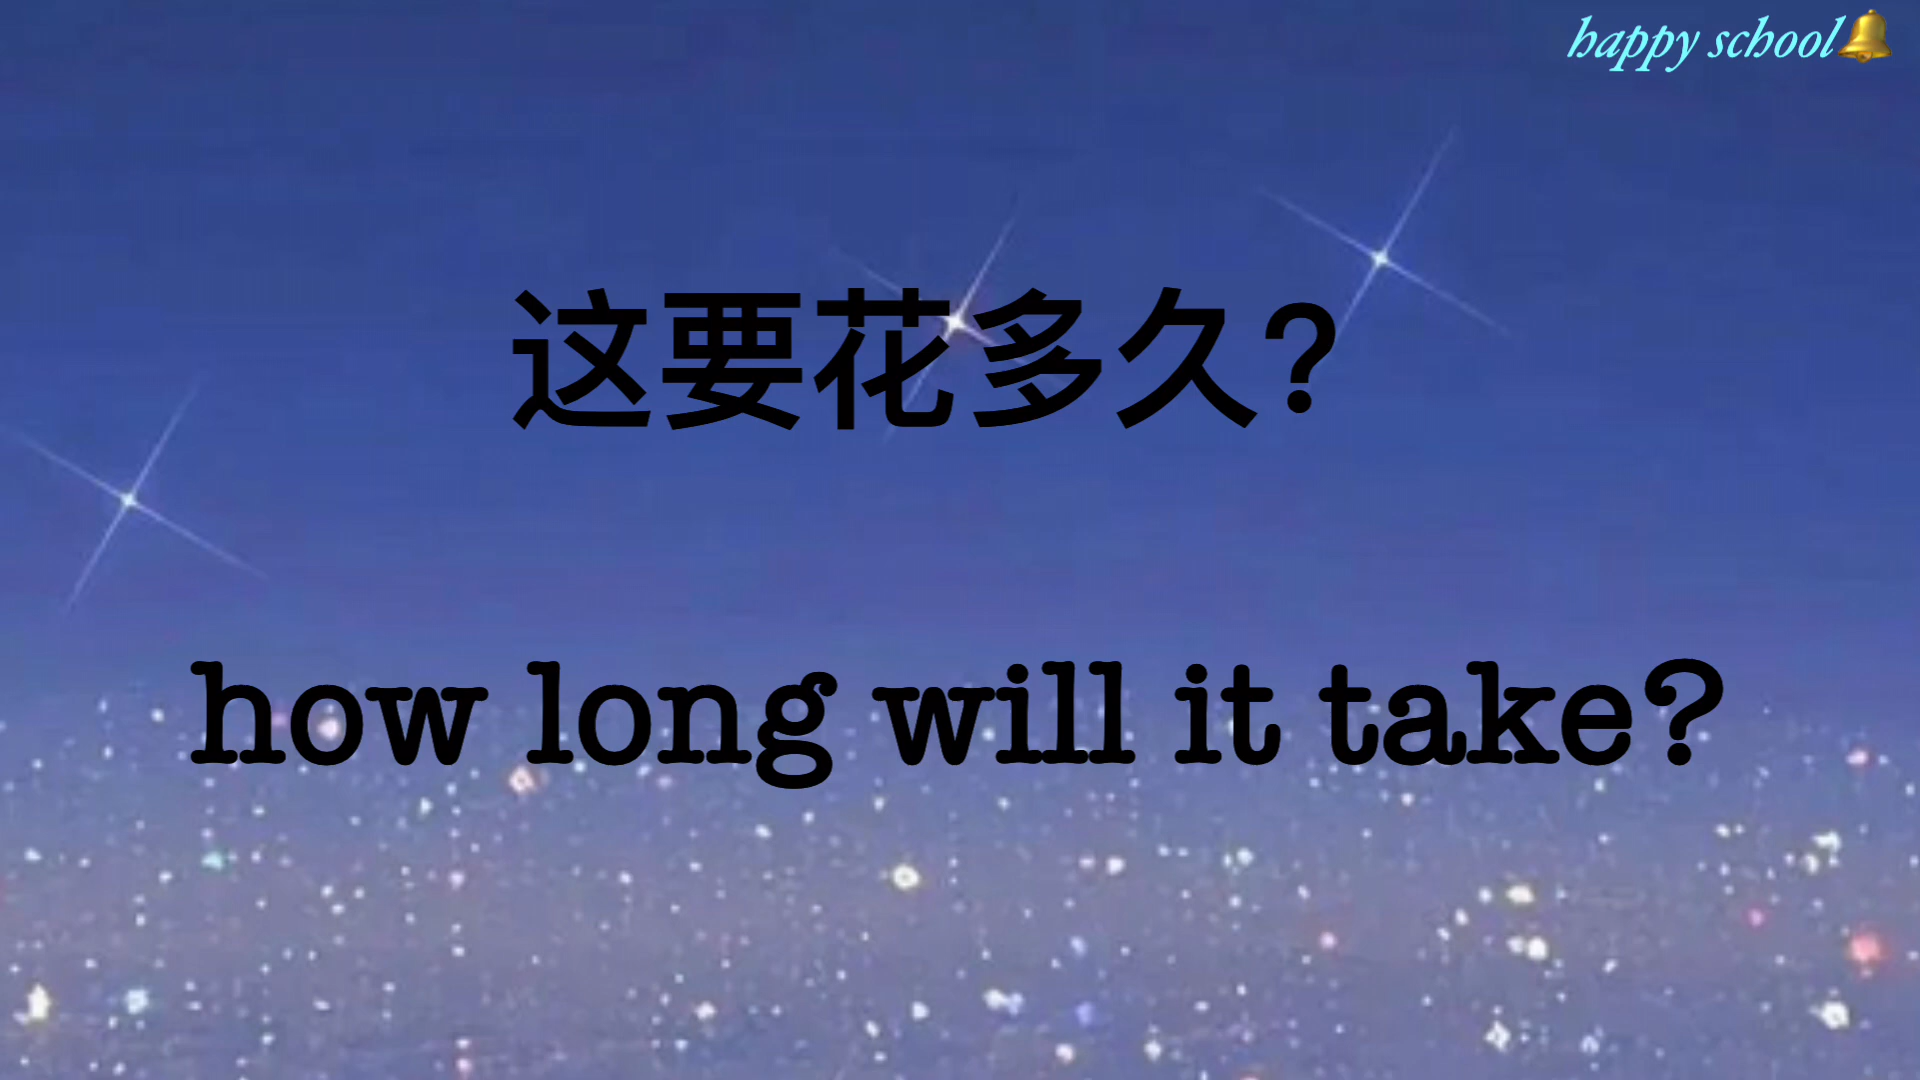 happy school🔔
这要花多久？
how long will it take?